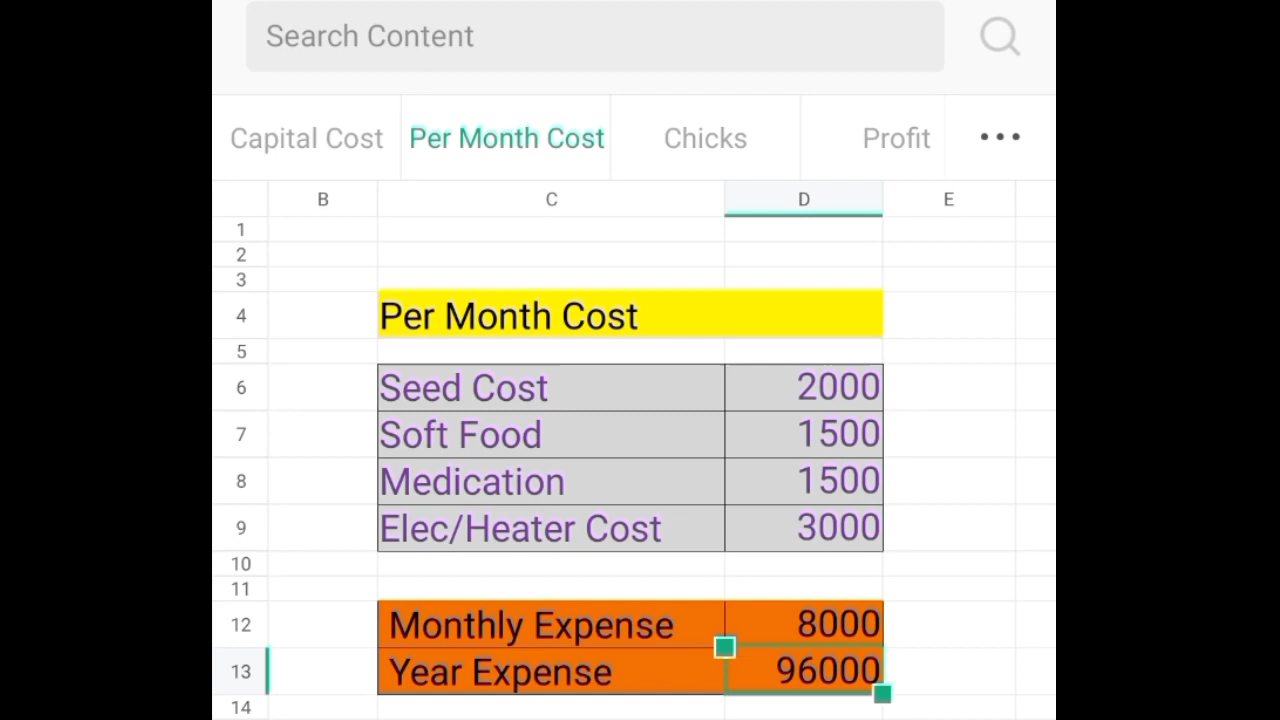 Search Content
Capital Cost Per Month Cost Chicks Profit •••
B C D E
1
2
3
4 Per Month Cost
5
6 Seed Cost 2000
7 Soft Food 1500
8 Medication 1500
9 Elec/Heater Cost 3000
10
11
12 Monthly Expense 8000
13 Year Expense 96000
14